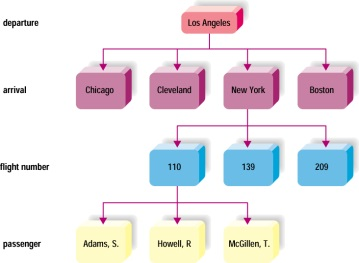 departure
Los Angeles
arrival
Chicago
Cleveland
New York
Boston
flight number
110
139
209
passenger
Adams, S.
Howell, R
McGillen, T.